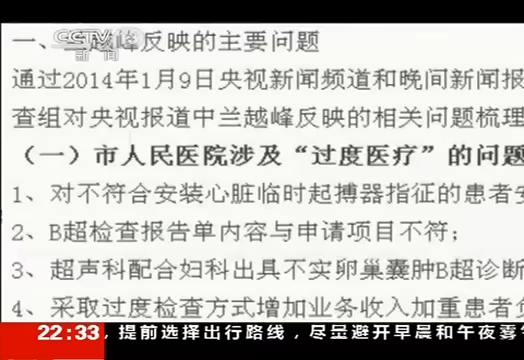 一、兰越峰反映的主要问题
CCTV 13
新闻
通过2014年1月9日央视新闻频道和晚间新闻报
查组对央视报道中兰越峰反映的相关问题梳理
（一）市人民医院涉及“过度医疗”的问题
1、对不符合安装心脏临时起搏器指征的患者安
2、B超检查报告单内容与申请项目不符；
3、超声科配合妇科出具不实卵巢囊肿B超诊断
4、采取过度检查方式增加业务收入加重患者负
22:33 ，提前选择出行路线，尽量避开早晨和午夜雾气